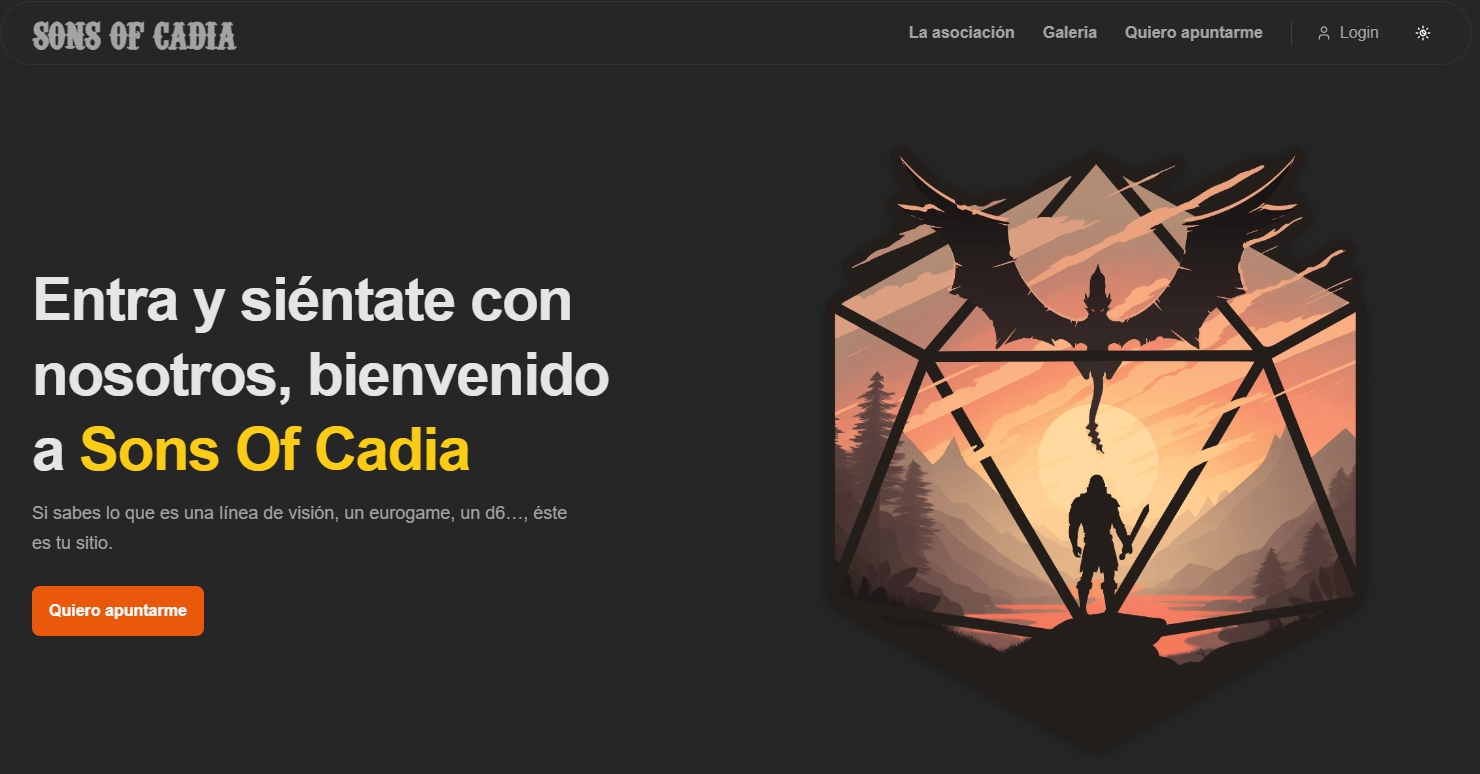 SONS OF CADIA
La asociación
Galeria
Quiero apuntarme
Login
Entra y siéntate con
nosotros, bienvenido
a Sons Of Cadia
Si sabes lo que es una línea de visión, un eurogame, un d6…, éste
es tu sitio.
Quiero apuntarme